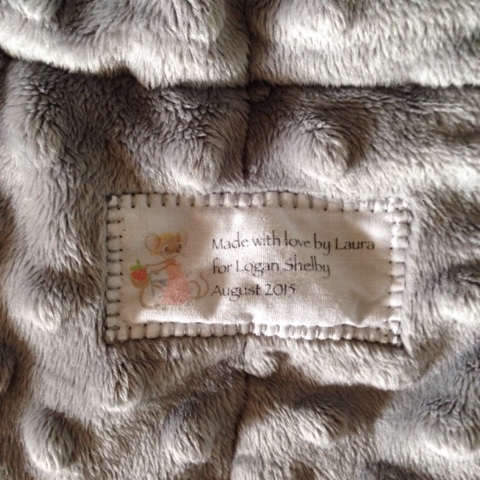 Made with love by Laura
for Logan Shelby
August 2015